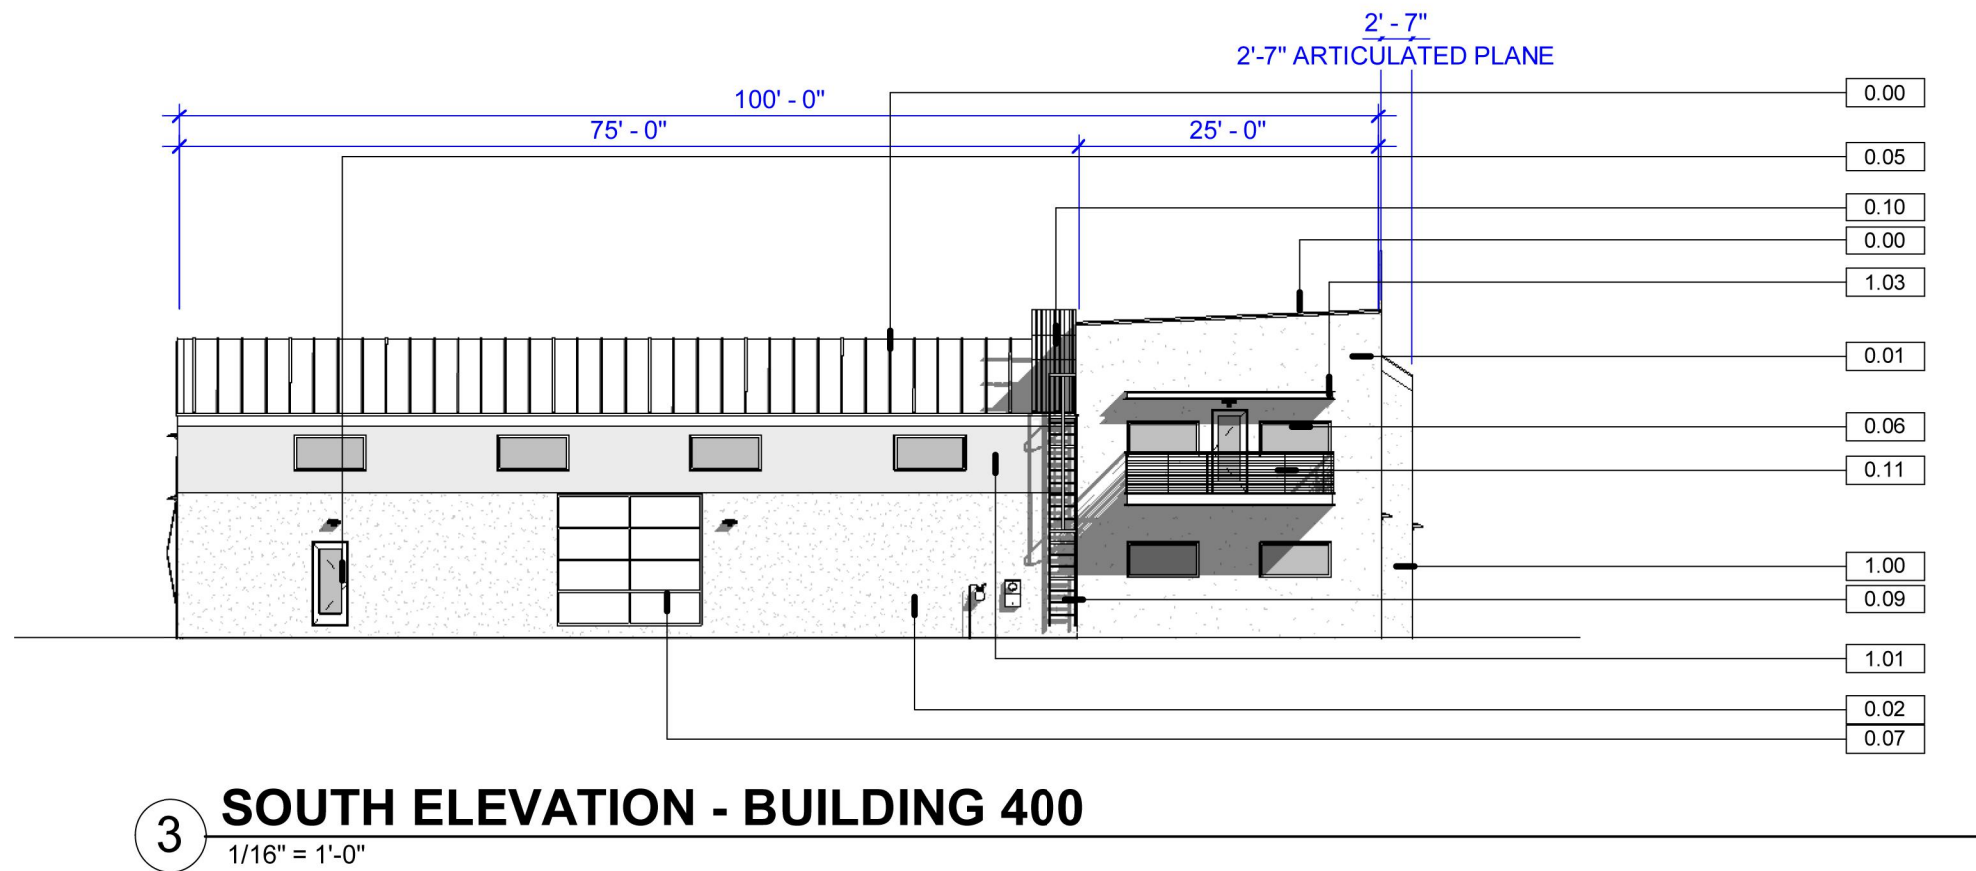 2' - 7"
2'-7" ARTICULATED PLANE
100' - 0"
75' - 0"
25' - 0"
0.00
0.05
0.10
0.00
1.03
0.01
0.06
0.11
1.00
0.09
1.01
0.02
0.07
3
SOUTH ELEVATION - BUILDING 400
1/16" = 1'-0"